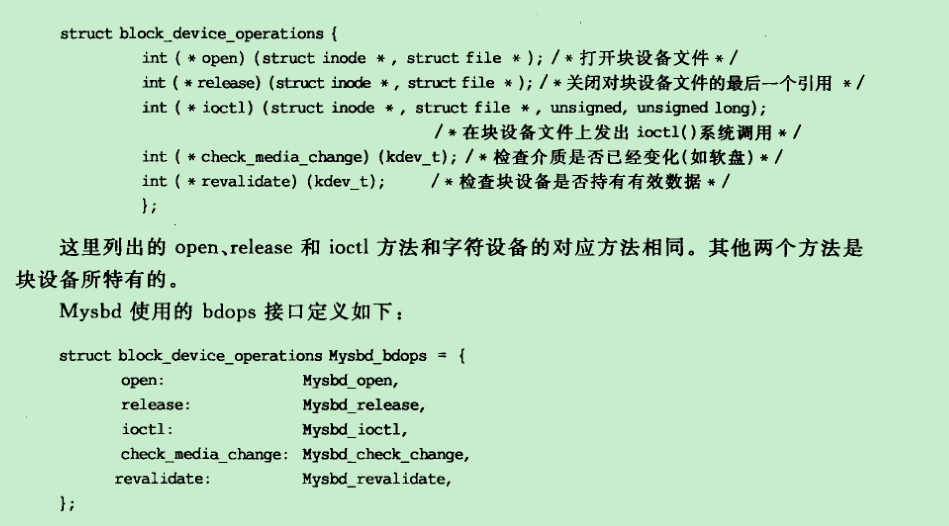 struct block_device_operations {
int ( * open) (struct inode * , struct file * ); / * 打开块设备文件 * /
int ( * release) (struct inode * , struct file * ); / * 关闭对块设备文件的最后一个引用 * /
int ( * ioctl) (struct inode * , struct file * , unsigned, unsigned long);
/ * 在块设备文件上发出 ioctl()系统调用 * /
int ( * check_media_change) (kdev_t); / * 检查介质是否已经变化(如软盘) * /
int ( * revalidate) (kdev_t); / * 检查块设备是否持有有效数据 * /
};
这里列出的 open、release 和 ioctl 方法和字符设备的对应方法相同。其他两个方法是
块设备所特有的。
Mysbd 使用的 bdops 接口定义如下：
struct block_device_operations Mysbd_bdops = {
open: Mysbd_open,
release: Mysbd_release,
ioctl: Mysbd_ioctl,
check_media_change: Mysbd_check_change,
revalidate: Mysbd_revalidate,
};